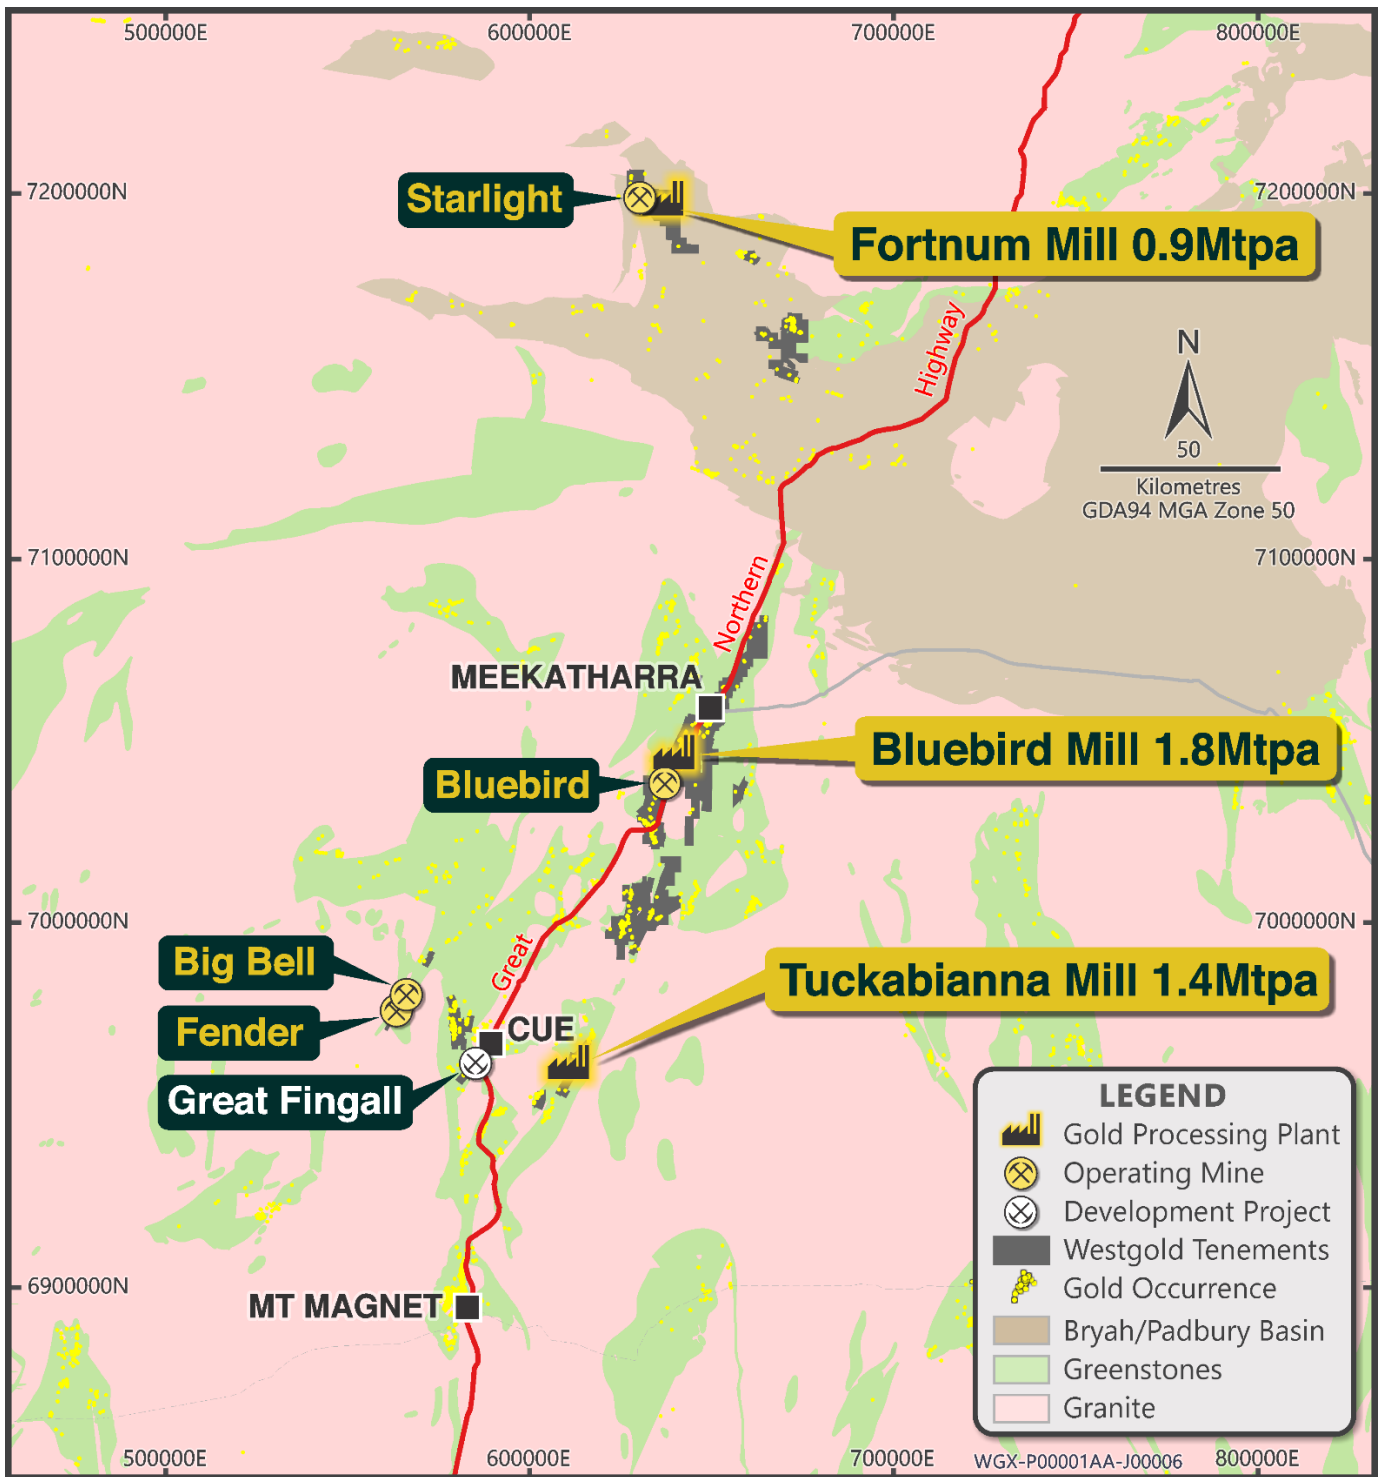 500000E
600000E
700000E
800000E
7200000N
7200000N
Starlight
Fortnum Mill 0.9Mtpa
Highway
N
50
Kilometres
GDA94 MGA Zone 50
7100000N
7100000N
Northern
MEEKATHARRA
Bluebird Mill 1.8Mtpa
Bluebird
7000000N
7000000N
Great
Big Bell
Tuckabianna Mill 1.4Mtpa
Fender
CUE
Great Fingall
LEGEND
Gold Processing Plant
Operating Mine
Development Project
Westgold Tenements
Gold Occurrence
Bryah/Padbury Basin
Greenstones
Granite
6900000N
MT MAGNET
500000E
600000E
700000E
800000E
WGX-P00001AA-J00006